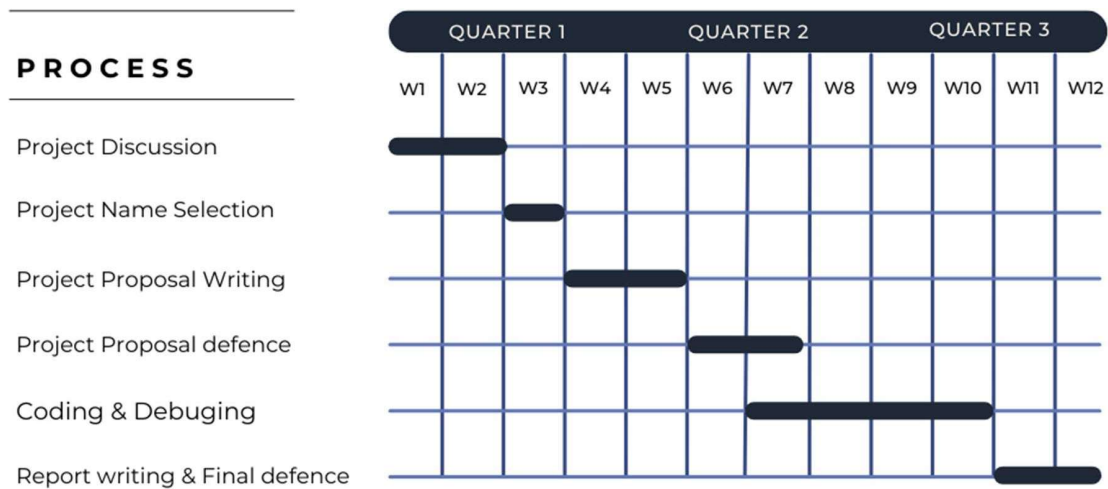 QUARTER 1 QUARTER 2 QUARTER 3
PROCESS
W1 W2 W3 W4 W5 W6 W7 W8 W9 W10 W11 W12
Project Discussion
Project Name Selection
Project Proposal Writing
Project Proposal defence
Coding & Debuging
Report writing & Final defence